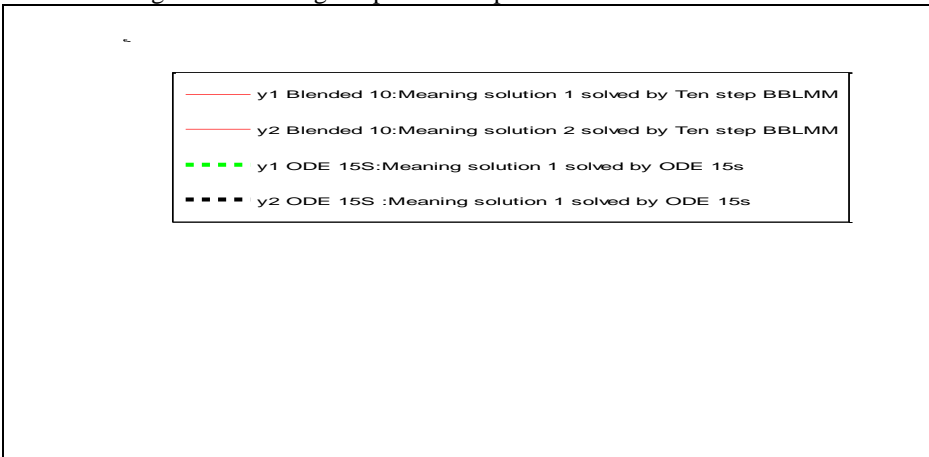 y1 Blended 10:Meaning solution 1 solved by Ten step BBLMM
y2 Blended 10:Meaning solution 2 solved by Ten step BBLMM
y1 ODE 15S:Meaning solution 1 solved by ODE 15s
y2 ODE 15S :Meaning solution 1 solved by ODE 15s